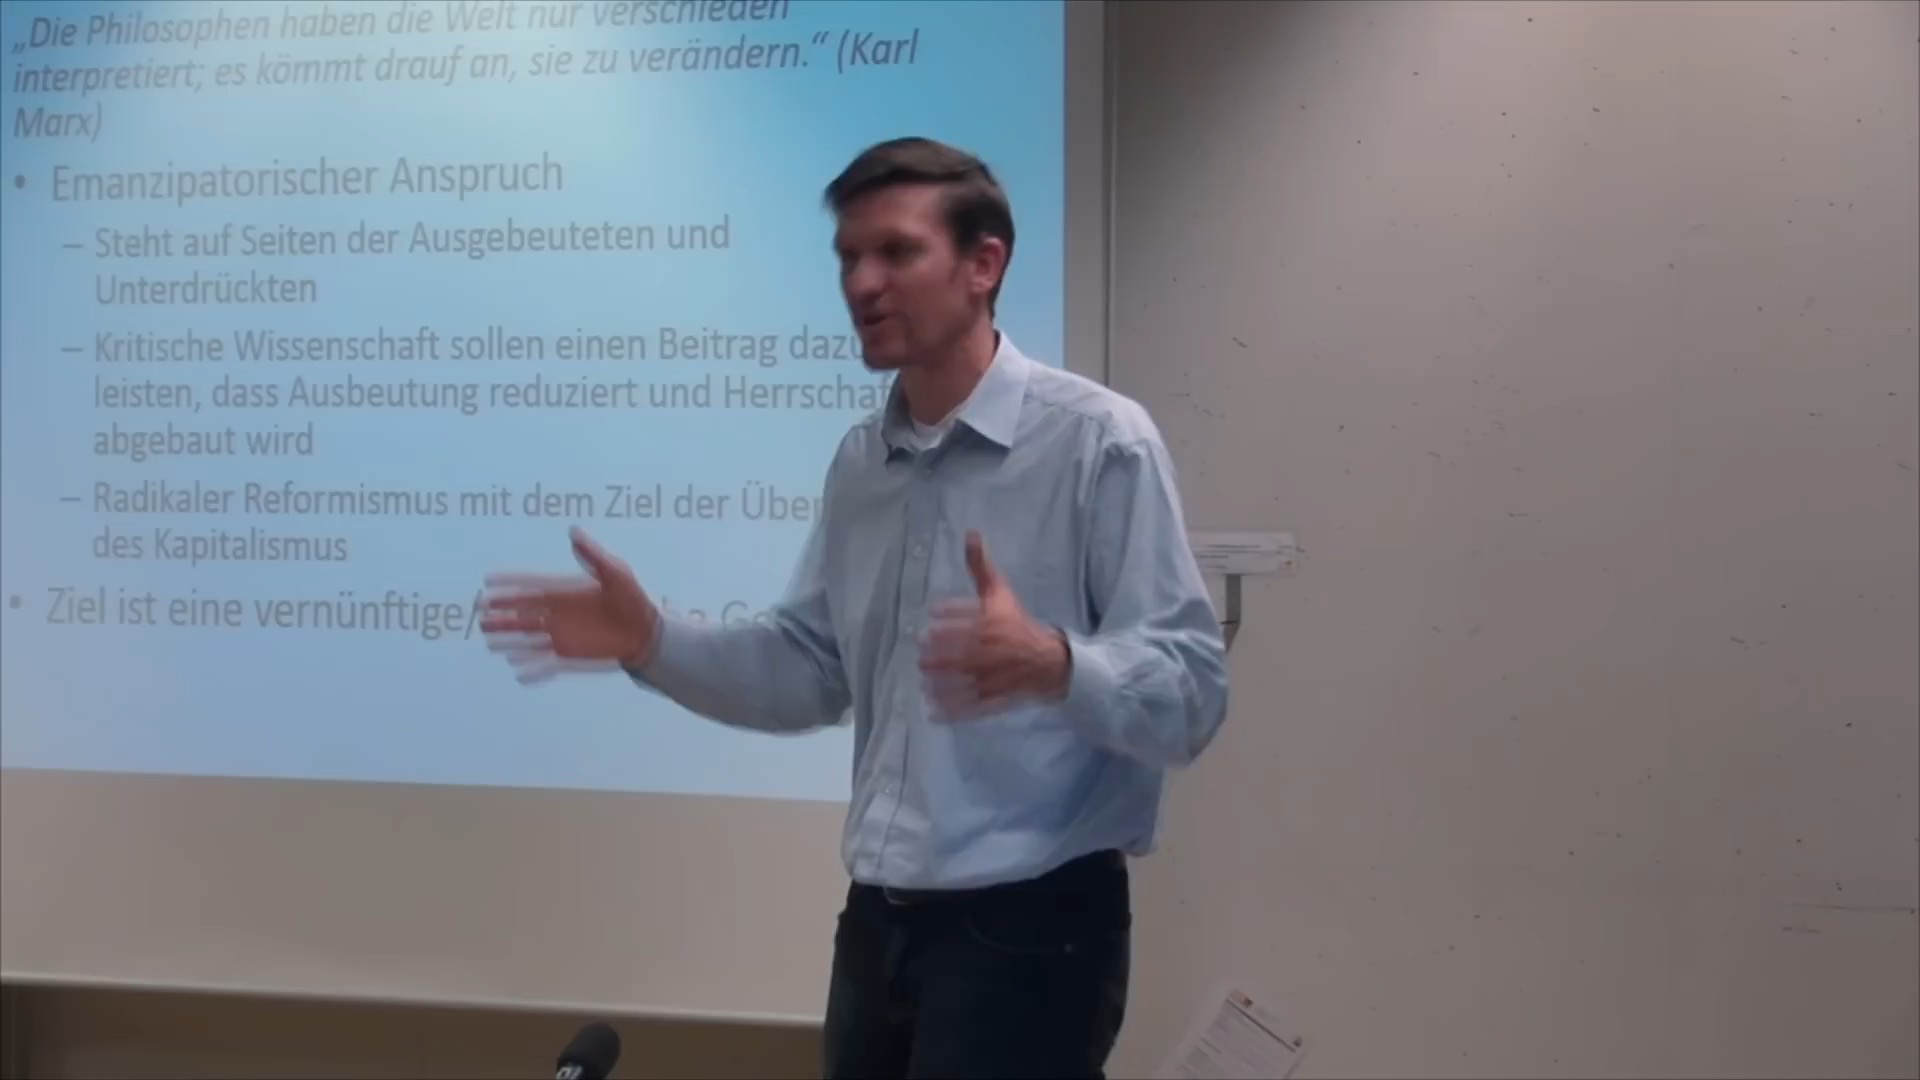 „Die Philosophen haben die Welt nur verschieden
interpretiert; es kömmt drauf an, sie zu verändern.“ (Karl
Marx)
• Emanzipatorischer Anspruch
– Steht auf Seiten der Ausgebeuteten und
Unterdrückten
– Kritische Wissenschaft sollen einen Beitrag dazu
leisten, dass Ausbeutung reduziert und Herrschaf
abgebaut wird
– Radikaler Reformismus mit dem Ziel der Über
des Kapitalismus
• Ziel ist eine vernünftige/